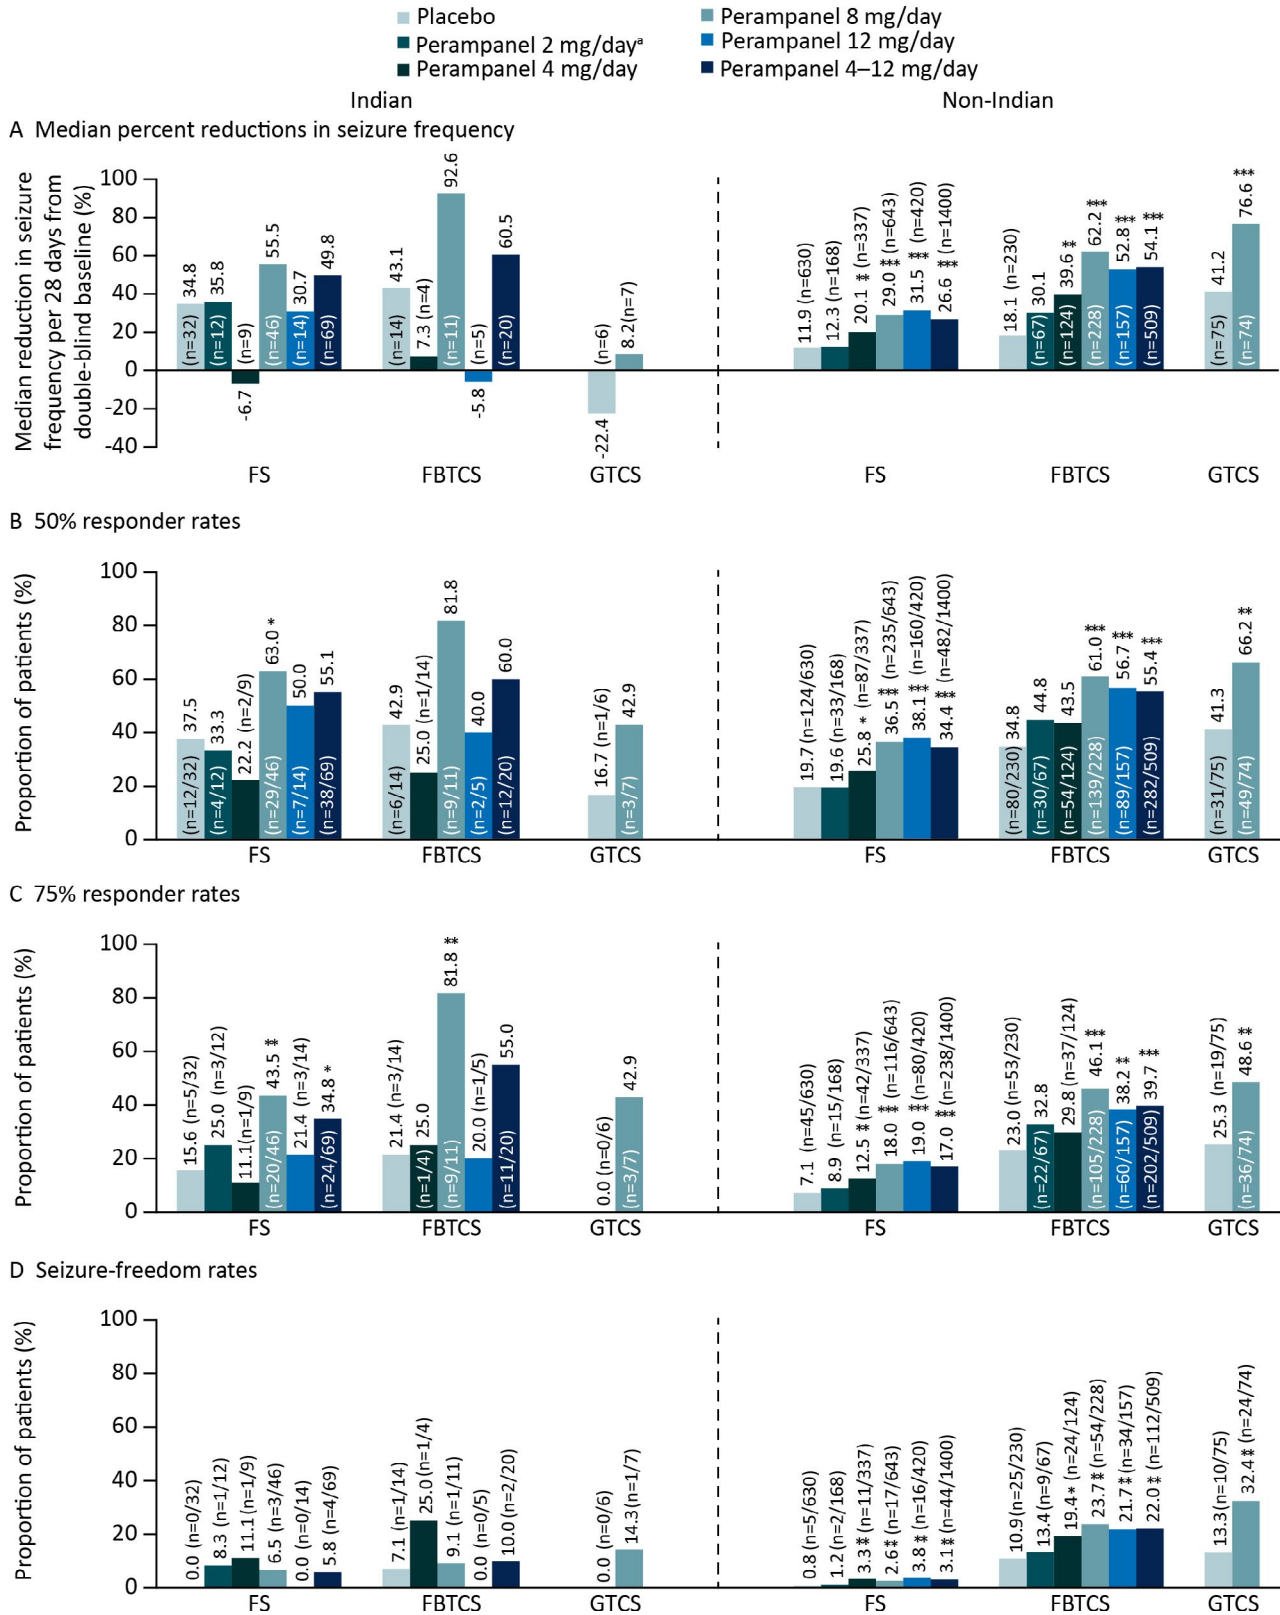 Placebo
Perampanel 2 mg/dayᵃ
Perampanel 4 mg/day
Perampanel 8 mg/day
Perampanel 12 mg/day
Perampanel 4–12 mg/day
Indian
Non-Indian
A Median percent reductions in seizure frequency
Median reduction in seizure
frequency per 28 days from
double-blind baseline (%)
100
80
60
40
20
0
-20
-40
34.8 (n=32)
35.8 (n=12)
-6.7 (n=9)
55.5 (n=46)
30.7 (n=14)
49.8 (n=69)
43.1 (n=14)
7.3 (n=4)
92.6 (n=11)
-5.8 (n=5)
60.5 (n=20)
-22.4 (n=6)
8.2(n=7)
11.9 (n=630)
12.3 (n=168)
20.1 ‡ (n=337)
29.0 ‡ (n=643)
31.5 ‡ (n=420)
26.6 ‡ (n=1400)
18.1 (n=230)
30.1 (n=67)
39.6 ** (n=124)
62.2 ‡ (n=228)
52.8 ‡ (n=157)
54.1 ‡ (n=509)
41.2 (n=75)
76.6 ** (n=74)
FS
FBTCS
GTCS
FS
FBTCS
GTCS
B 50% responder rates
Proportion of patients (%)
100
80
60
40
20
0
37.5 (n=12/32)
33.3 (n=4/12)
22.2 (n=2/9)
63.0 * (n=29/46)
50.0 (n=7/14)
55.1 (n=38/69)
42.9 (n=6/14)
25.0 (n=1/14)
81.8 (n=9/11)
40.0 (n=2/5)
60.0 (n=12/20)
16.7 (n=1/6)
42.9 (n=3/7)
19.7 (n=124/630)
19.6 (n=33/168)
25.8 * (n=87/337)
36.5 ‡ (n=235/643)
38.1 ‡ (n=160/420)
34.4 ‡ (n=482/1400)
34.8 (n=80/230)
44.8 (n=30/67)
43.5 (n=54/124)
61.0 ‡ (n=139/228)
56.7 ‡ (n=89/157)
55.4 ‡ (n=282/509)
41.3 (n=31/75)
66.2 ** (n=49/74)
FS
FBTCS
GTCS
FS
FBTCS
GTCS
C 75% responder rates
Proportion of patients (%)
100
80
60
40
20
0
15.6 (n=5/32)
25.0 (n=3/12)
11.1(n=1/9)
43.5 ** (n=20/46)
21.4 (n=3/14)
34.8 * (n=24/69)
21.4 (n=3/14)
25.0 (n=1/4)
81.8 ** (n=9/11)
20.0 (n=1/5)
55.0 (n=11/20)
0.0 (n=0/6)
42.9 (n=3/7)
7.1 (n=45/630)
8.9 (n=15/168)
12.5 ** (n=42/337)
18.0 ‡ (n=116/643)
19.0 ‡ (n=80/420)
17.0 ‡ (n=238/1400)
23.0 (n=53/230)
32.8 (n=22/67)
29.8 (n=37/124)
46.1 ‡ (n=105/228)
38.2 ** (n=60/157)
39.7 ‡ (n=202/509)
25.3 (n=19/75)
48.6 ** (n=36/74)
FS
FBTCS
GTCS
FS
FBTCS
GTCS
D Seizure-freedom rates
Proportion of patients (%)
100
80
60
40
20
0
0.0 (n=0/32)
8.3 (n=1/12)
11.1 (n=1/9)
6.5 (n=3/46)
0.0 (n=0/14)
5.8 (n=4/69)
7.1 (n=1/14)
25.0 (n=1/4)
9.1 (n=1/11)
0.0 (n=0/5)
10.0 (n=2/20)
0.0 (n=0/6)
14.3 (n=1/7)
0.8 (n=5/630)
1.2 (n=2/168)
3.3 ** (n=11/337)
2.6 ** (n=17/643)
3.8 ** (n=16/420)
3.1 ** (n=44/1400)
10.9 (n=25/230)
13.4 (n=9/67)
19.4 * (n=24/124)
23.7 ** (n=54/228)
21.7 ** (n=34/157)
22.0 ** (n=112/509)
13.3(n=10/75)
32.4 ** (n=24/74)
FS
FBTCS
GTCS
FS
FBTCS
GTCS